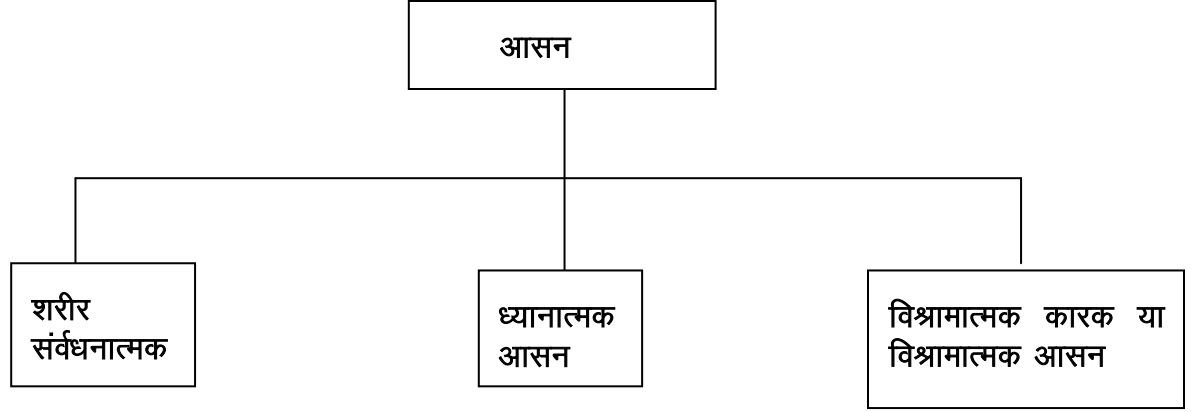 आसन
शरीर
संर्वधनात्मक
ध्यानात्मक
आसन
विश्रामात्मक कारक या
विश्रामात्मक आसन